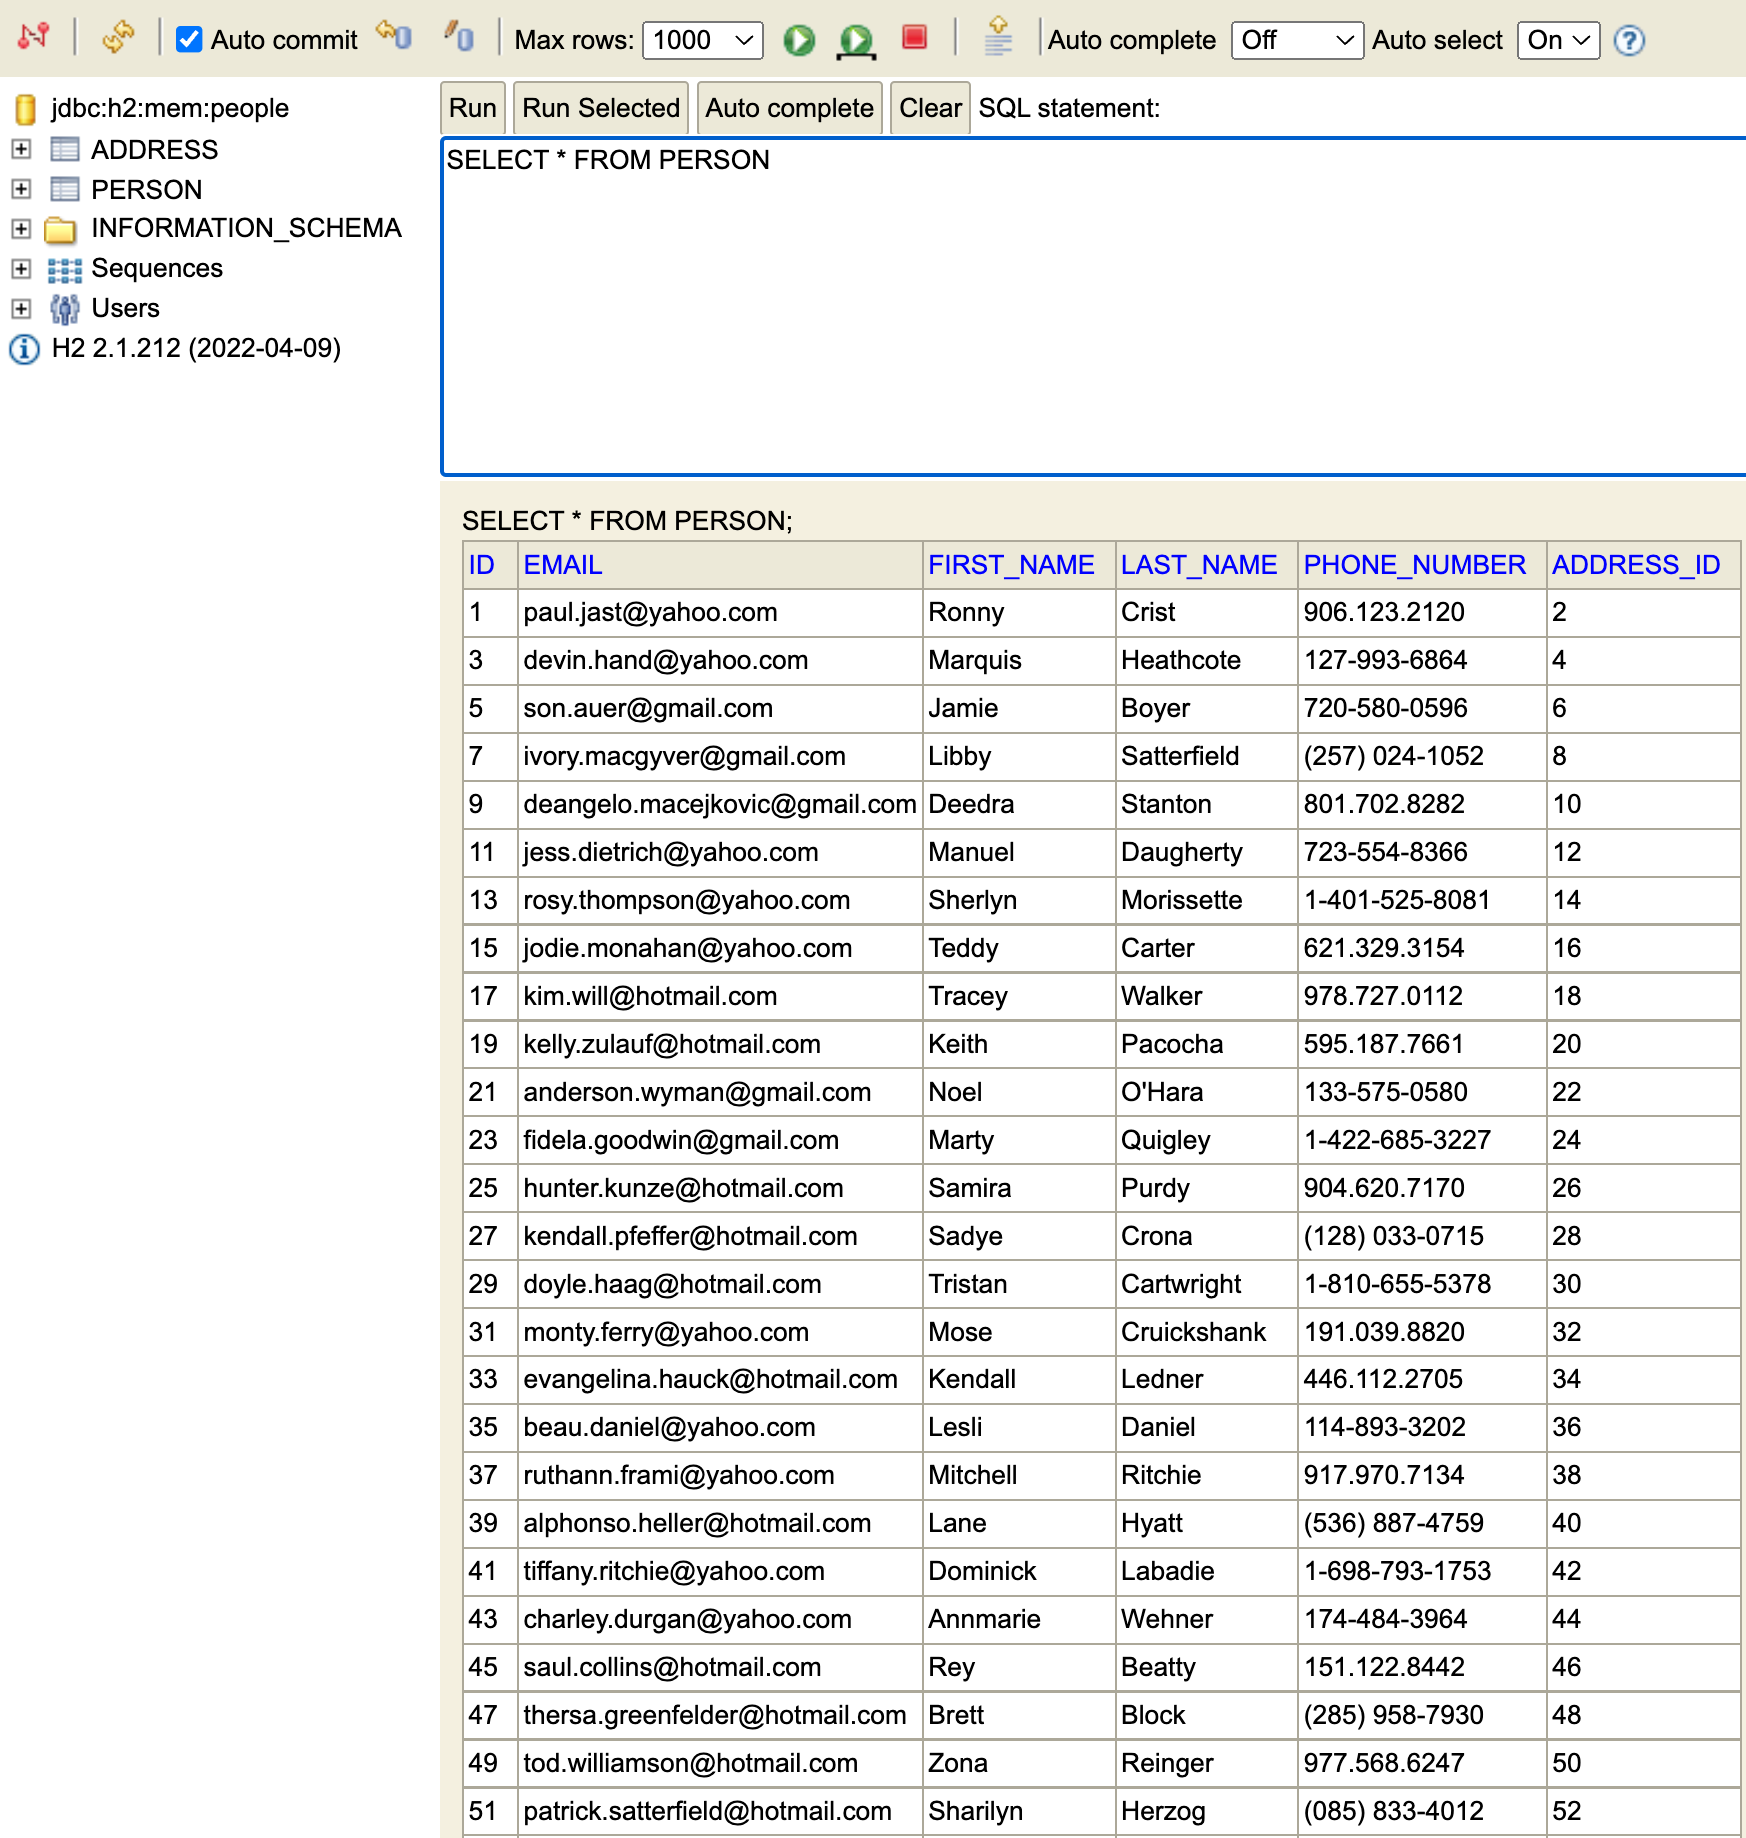 Auto commit Max rows: 1000 Auto complete Off Auto select On ?
jdbc:h2:mem:people
ADDRESS
PERSON
INFORMATION_SCHEMA
Sequences
Users
H2 2.1.212 (2022-04-09)
Run Run Selected Auto complete Clear SQL statement:
SELECT * FROM PERSON
SELECT * FROM PERSON;
ID EMAIL FIRST_NAME LAST_NAME PHONE_NUMBER ADDRESS_ID
1 paul.jast@yahoo.com Ronny Crist 906.123.2120 2
3 devin.hand@yahoo.com Marquis Heathcote 127-993-6864 4
5 son.auer@gmail.com Jamie Boyer 720-580-0596 6
7 ivory.macgyver@gmail.com Libby Satterfield (257) 024-1052 8
9 deangelo.macejkovic@gmail.com Deedra Stanton 801.702.8282 10
11 jess.dietrich@yahoo.com Manuel Daugherty 723-554-8366 12
13 rosy.thompson@yahoo.com Sherlyn Morissette 1-401-525-8081 14
15 jodie.monahan@yahoo.com Teddy Carter 621.329.3154 16
17 kim.will@hotmail.com Tracey Walker 978.727.0112 18
19 kelly.zulauf@hotmail.com Keith Pacocha 595.187.7661 20
21 anderson.wyman@gmail.com Noel O'Hara 133-575-0580 22
23 fidela.goodwin@gmail.com Marty Quigley 1-422-685-3227 24
25 hunter.kunze@hotmail.com Samira Purdy 904.620.7170 26
27 kendall.pfeffer@hotmail.com Sadye Crona (128) 033-0715 28
29 doyle.haag@hotmail.com Tristan Cartwright 1-810-655-5378 30
31 monty.ferry@yahoo.com Mose Cruickshank 191.039.8820 32
33 evangelina.hauck@hotmail.com Kendall Ledner 446.112.2705 34
35 beau.daniel@yahoo.com Lesli Daniel 114-893-3202 36
37 ruthann.frami@yahoo.com Mitchell Ritchie 917.970.7134 38
39 alphonso.heller@hotmail.com Lane Hyatt (536) 887-4759 40
41 tiffany.ritchie@yahoo.com Dominick Labadie 1-698-793-1753 42
43 charley.durgan@yahoo.com Annmarie Wehner 174-484-3964 44
45 saul.collins@hotmail.com Rey Beatty 151.122.8442 46
47 thersa.greenfelder@hotmail.com Brett Block (285) 958-7930 48
49 tod.williamson@hotmail.com Zona Reinger 977.568.6247 50
51 patrick.satterfield@hotmail.com Sharilyn Herzog (085) 833-4012 52